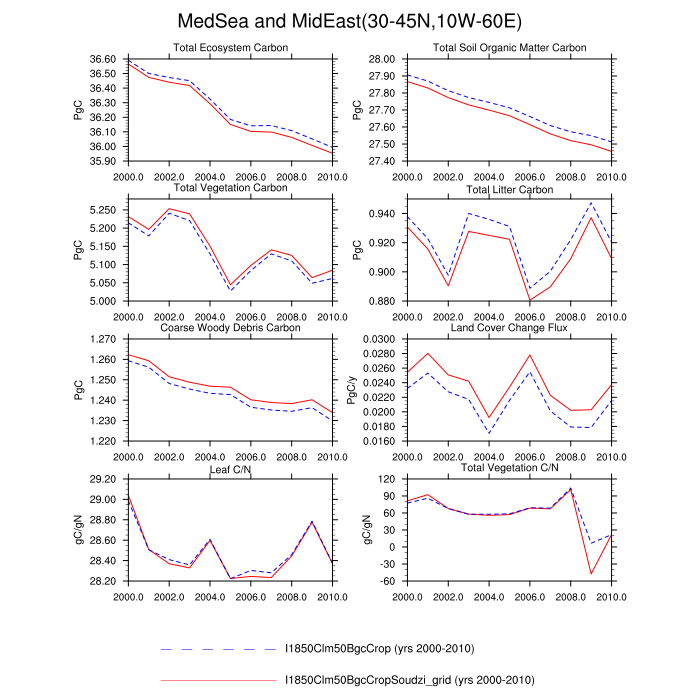 MedSea and MidEast(30-45N,10W-60E)
Total Ecosystem Carbon
PgC
36.60
36.50
36.40
36.30
36.20
36.10
36.00
35.90
2000.0 2002.0 2004.0 2006.0 2008.0 2010.0
Total Soil Organic Matter Carbon
PgC
28.00
27.90
27.80
27.70
27.60
27.50
27.40
2000.0 2002.0 2004.0 2006.0 2008.0 2010.0
Total Vegetation Carbon
PgC
5.250
5.200
5.150
5.100
5.050
5.000
2000.0 2002.0 2004.0 2006.0 2008.0 2010.0
Total Litter Carbon
PgC
0.940
0.920
0.900
0.880
2000.0 2002.0 2004.0 2006.0 2008.0 2010.0
Coarse Woody Debris Carbon
PgC
1.270
1.260
1.250
1.240
1.230
1.220
2000.0 2002.0 2004.0 2006.0 2008.0 2010.0
Land Cover Change Flux
PgC/y
0.0300
0.0280
0.0260
0.0240
0.0220
0.0200
0.0180
0.0160
2000.0 2002.0 2004.0 2006.0 2008.0 2010.0
Leaf C/N
gC/gN
29.20
29.00
28.80
28.60
28.40
28.20
2000.0 2002.0 2004.0 2006.0 2008.0 2010.0
Total Vegetation C/N
gC/gN
120
90
60
30
0
-30
-60
2000.0 2002.0 2004.0 2006.0 2008.0 2010.0
I1850Clm50BgcCrop (yrs 2000-2010)
I1850Clm50BgcCropSoudzi_grid (yrs 2000-2010)